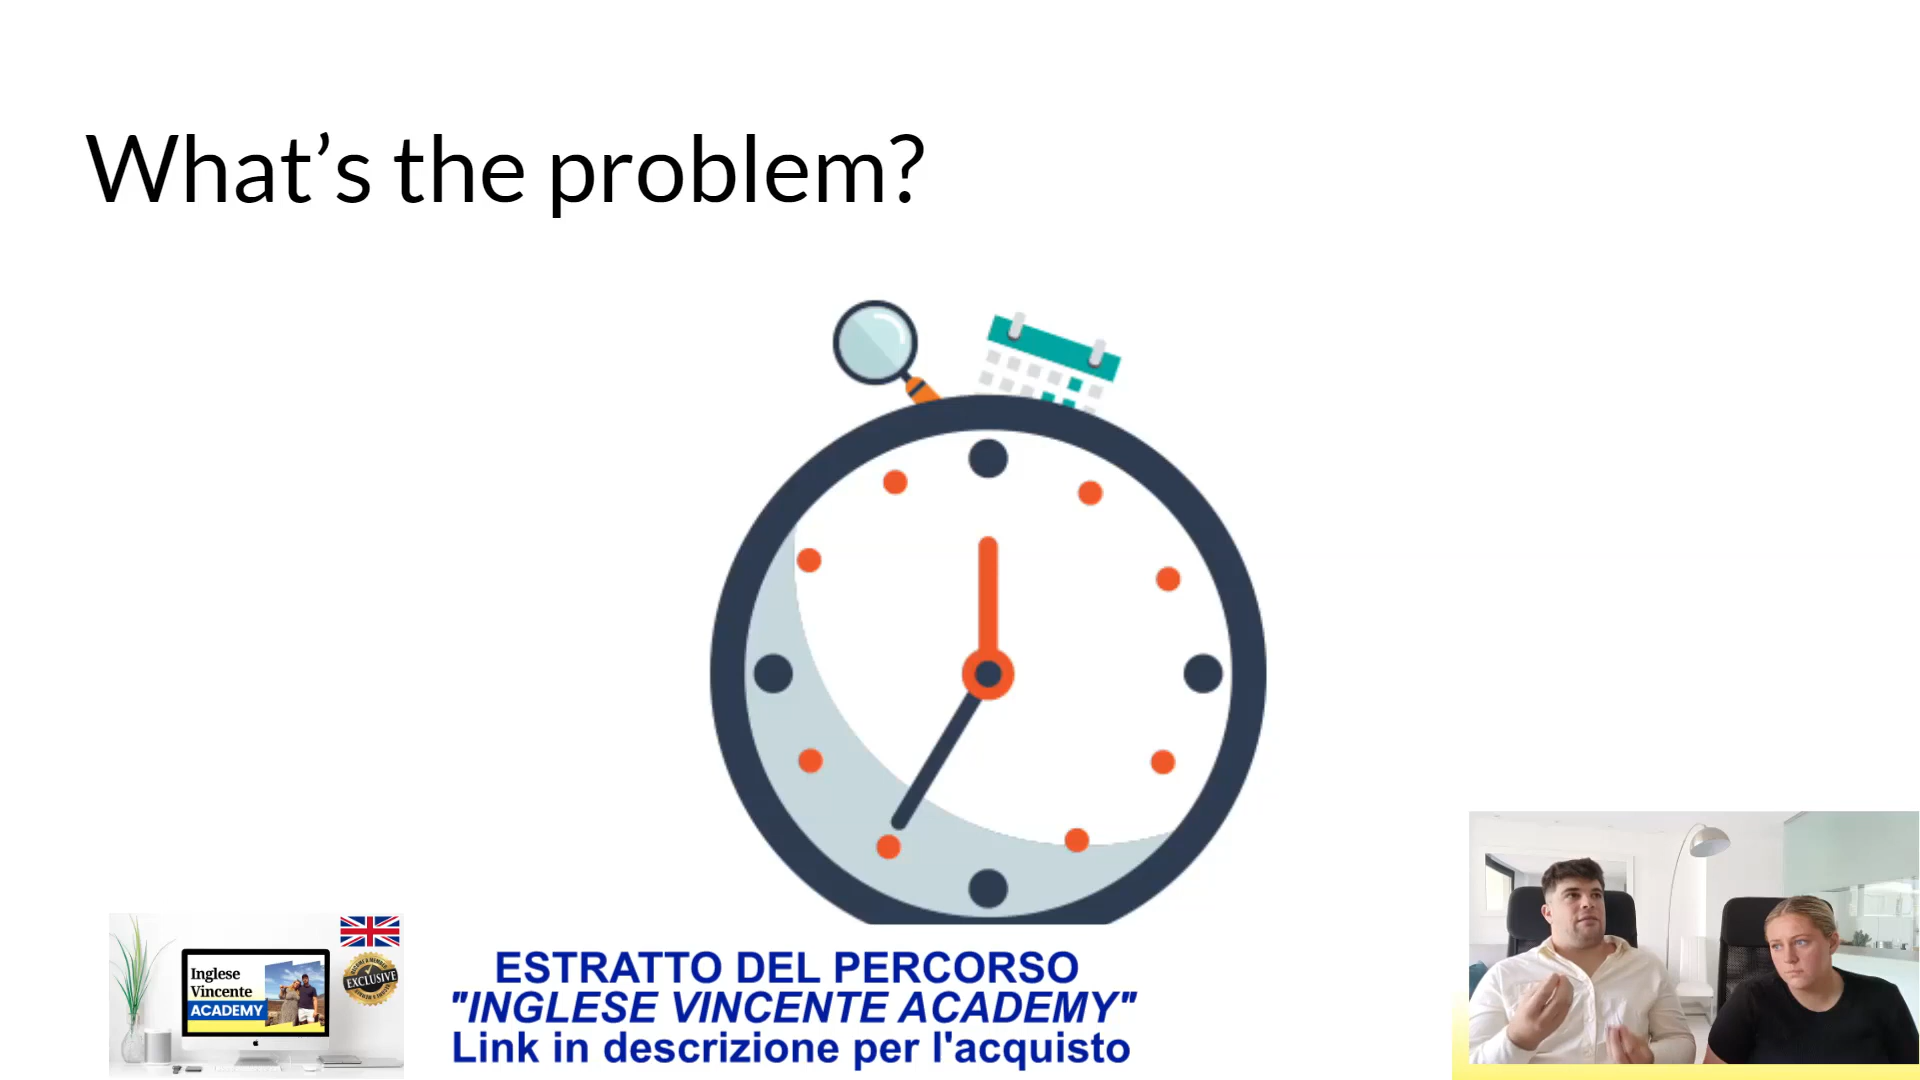 What’s the problem?
Inglese
Vincente
ACADEMY
EXCLUSIVE
ESTRATTO DEL PERCORSO
"INGLESE VINCENTE ACADEMY"
Link in descrizione per l'acquisto